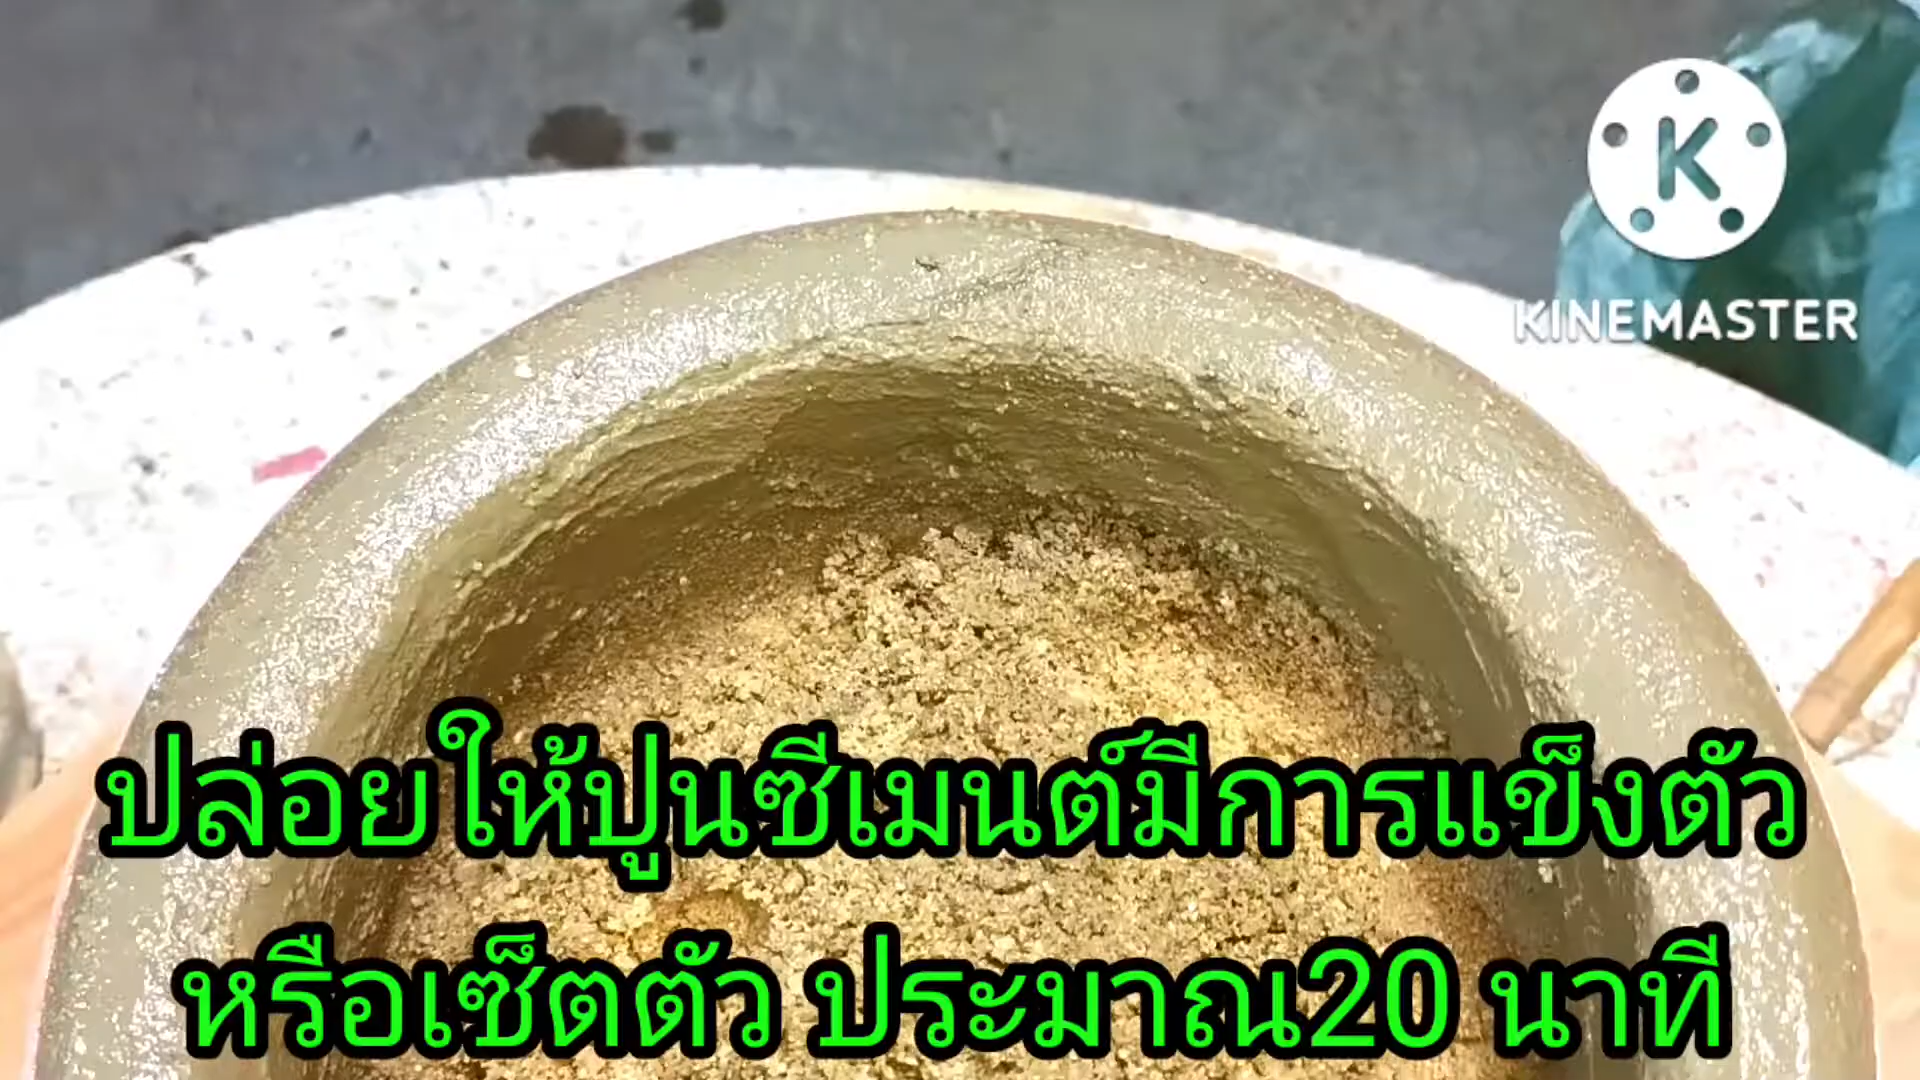 K
KINEMASTER
ปล่อยให้ปูนซีเมนต์มีการแข็งตัว
หรือเซ็ตตัว ประมาณ20 นาที